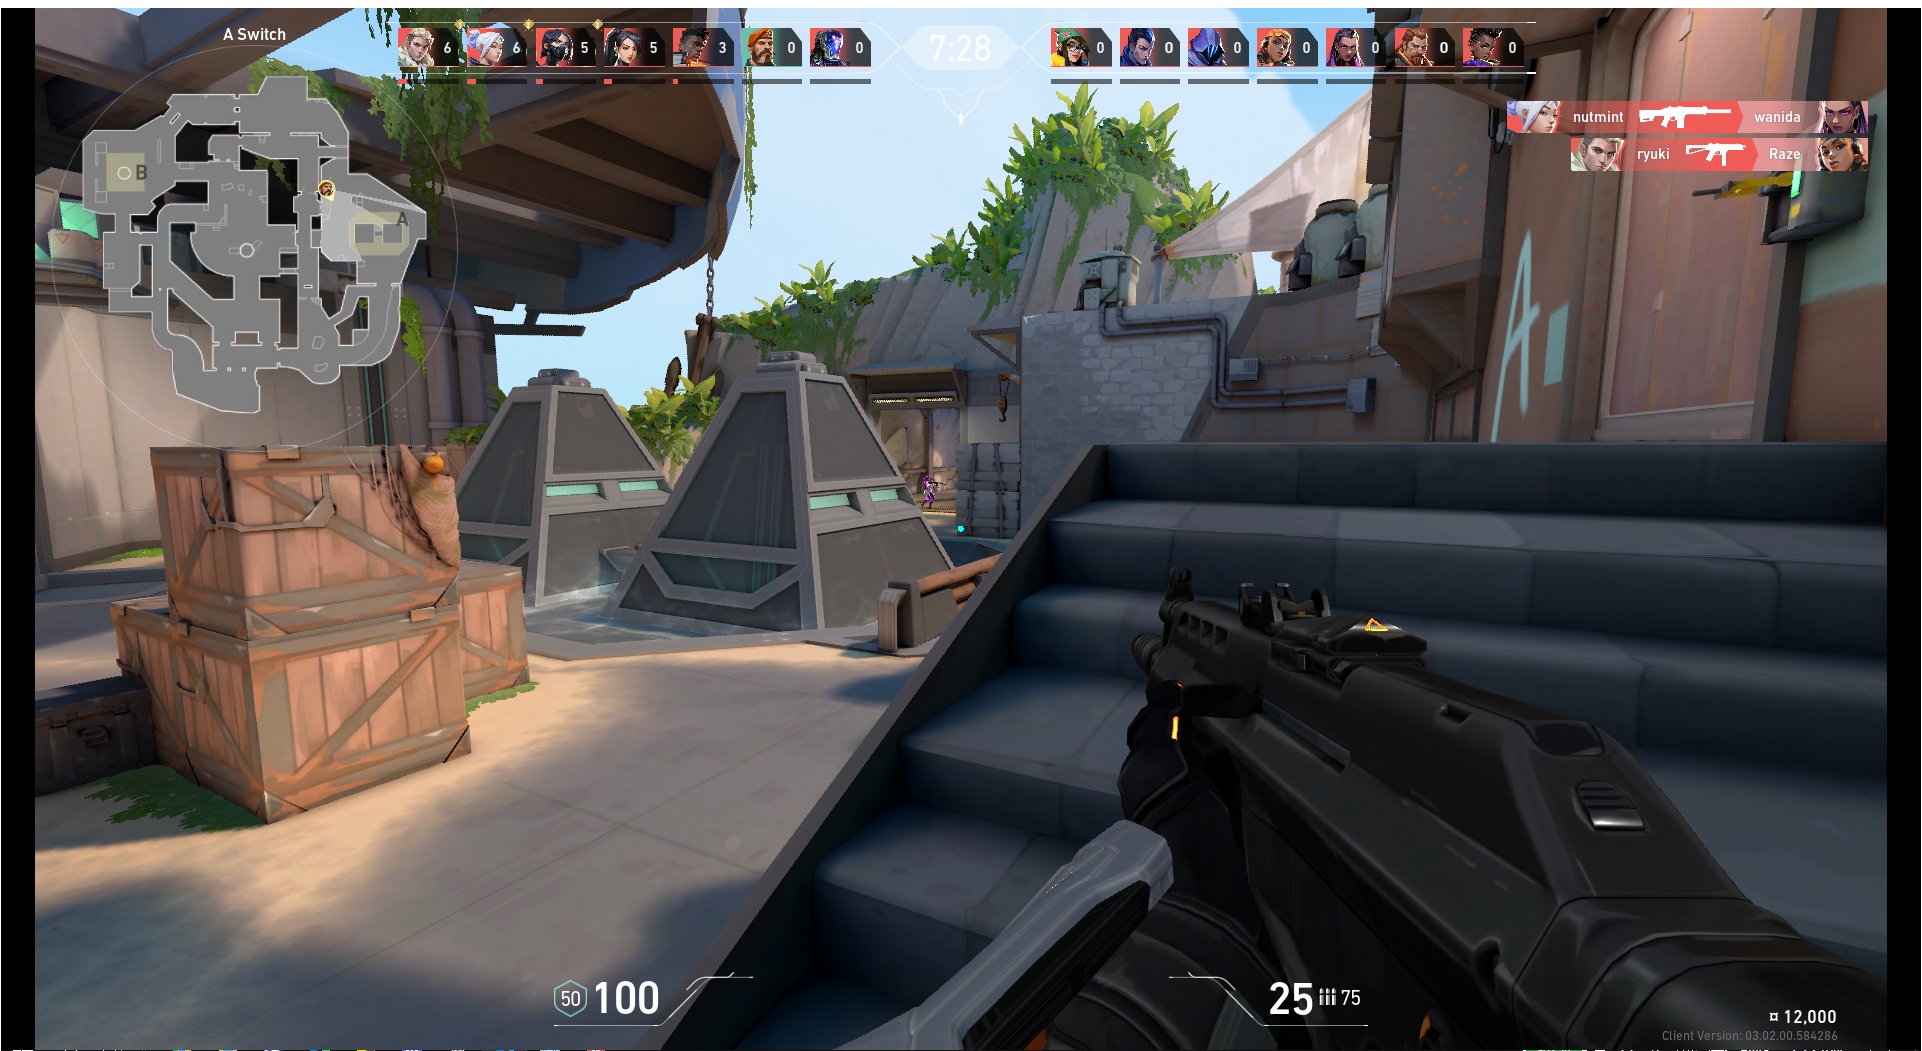 A Switch
6 6 5 5 3 0 0 7:28 0 0 0 0 0 0 0
nutmint wanida
ryuki Raze
B
A
A
50 100
25 75
¤ 12,000
Client Version: 03.02.00.584286